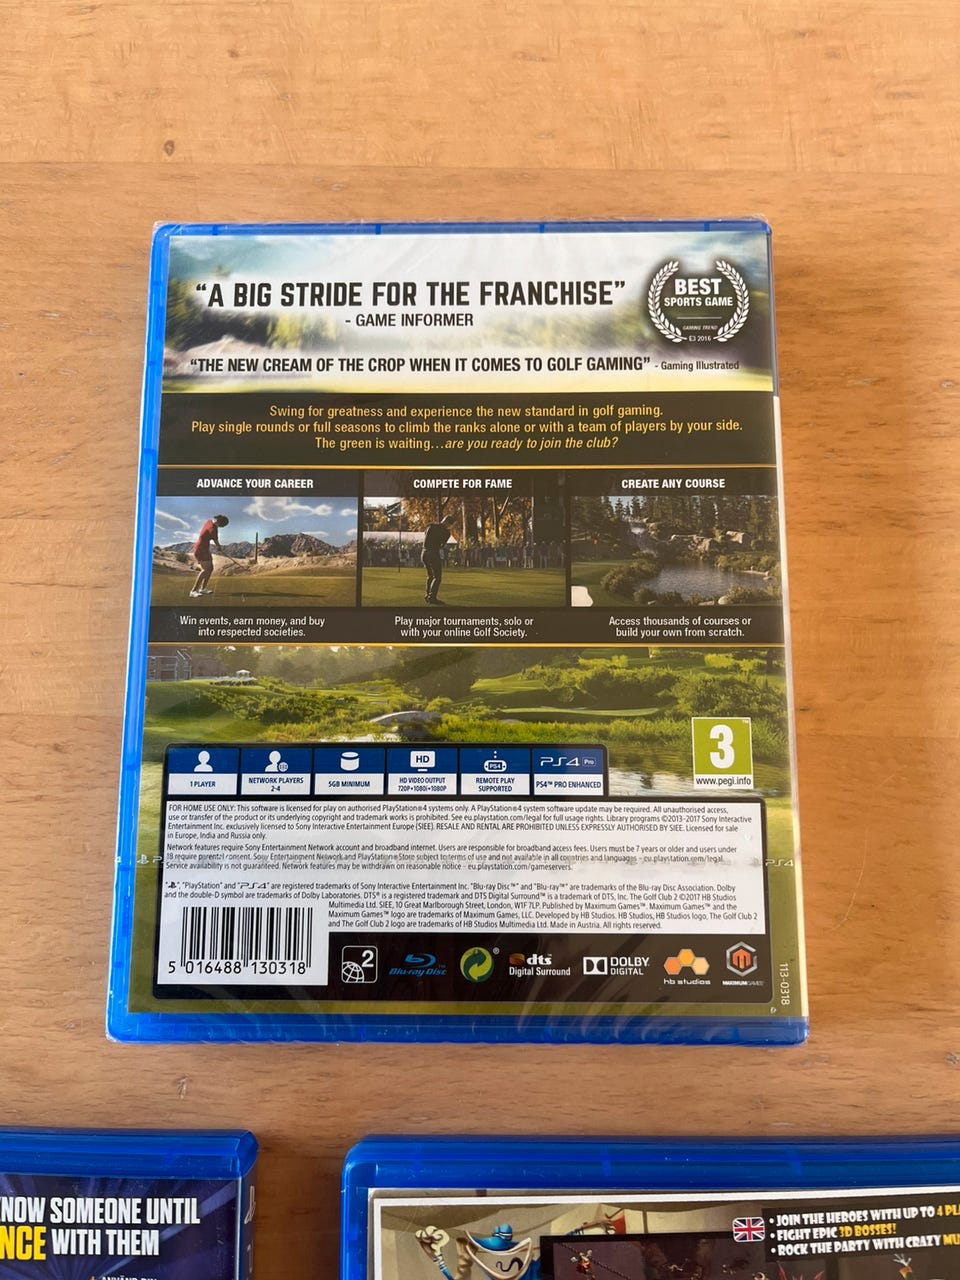 “A BIG STRIDE FOR THE FRANCHISE”
- GAME INFORMER
BEST
SPORTS GAME
GAMING TREND
E3 2016
“THE NEW CREAM OF THE CROP WHEN IT COMES TO GOLF GAMING” - Gaming Illustrated
Swing for greatness and experience the new standard in golf gaming.
Play single rounds or full seasons to climb the ranks alone or with a team of players by your side.
The green is waiting...are you ready to join the club?
ADVANCE YOUR CAREER
COMPETE FOR FAME
CREATE ANY COURSE
Win events, earn money, and buy
into respected societies.
Play major tournaments, solo or
with your online Golf Society.
Access thousands of courses or
build your own from scratch.
3
www.pegi.info
1 PLAYER
NETWORK PLAYERS
2-4
5GB MINIMUM
HD
HD VIDEO OUTPUT
720P•1080i•1080P
PS4
REMOTE PLAY
SUPPORTED
PS4 Pro
PS4™ PRO ENHANCED
FOR HOME USE ONLY: This software is licensed for play on authorised PlayStation®4 systems only. A PlayStation®4 system software update may be required. All unauthorised access,
use or transfer of the product or its underlying copyright and trademark works is prohibited. See eu.playstation.com/legal for full usage rights. Library programs ©2013-2017 Sony Interactive
Entertainment Inc. exclusively licensed to Sony Interactive Entertainment Europe (SIEE). RESALE AND RENTAL ARE PROHIBITED UNLESS EXPRESSLY AUTHORISED BY SIEE. Licensed for sale
in Europe, India and Russia only.
Network features require Sony Entertainment Network account and broadband internet. Users are responsible for broadband access fees. Users must be 7 years or older and users under
18 require parental consent. Sony Entertainment Network and PlayStation®Store subject to terms of use and not available in all countries and languages - eu.playstation.com/legal.
Service availability is not guaranteed. Network features may be withdrawn on reasonable notice - eu.playstation.com/gameservers.
PS4
"PlayStation" and "PS4" are registered trademarks of Sony Interactive Entertainment Inc. "Blu-ray Disc™" and "Blu-ray™" are trademarks of the Blu-ray Disc Association. Dolby
and the double-D symbol are trademarks of Dolby Laboratories. DTS® is a registered trademark and DTS Digital Surround™ is a trademark of DTS, Inc. The Golf Club 2 ©2017 HB Studios
Multimedia Ltd. SIEE, 10 Great Marlborough Street, London, W1F 7LP. Published by Maximum Games™. Maximum Games™ and the
Maximum Games™ logo are trademarks of Maximum Games, LLC. Developed by HB Studios. HB Studios, HB Studios logo, The Golf Club 2
and The Golf Club 2 logo are trademarks of HB Studios Multimedia Ltd. Made in Austria. All rights reserved.
5 016488 130318
2
Blu-ray Disc
dts
Digital Surround
DOLBY
DIGITAL
hb studios
MAXIMUM GAMES
113-0318
NOW SOMEONE UNTIL
NCE WITH THEM
• JOIN THE HEROES WITH UP TO 4
• FIGHT EPIC 3D BOSSES!
• ROCK THE PARTY WITH CRAZY